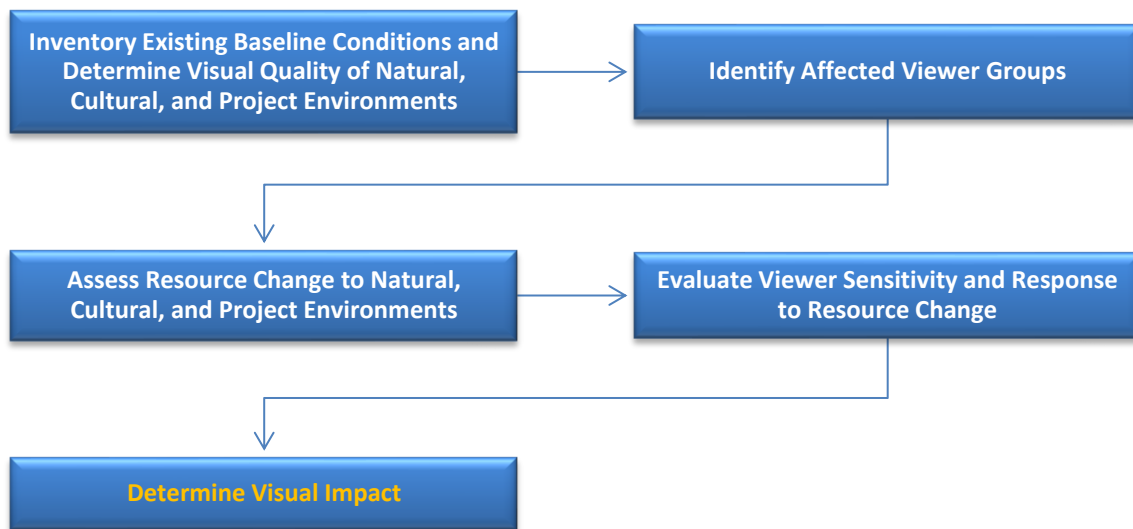 Inventory Existing Baseline Conditions and
Determine Visual Quality of Natural,
Cultural, and Project Environments
Identify Affected Viewer Groups
Assess Resource Change to Natural,
Cultural, and Project Environments
Evaluate Viewer Sensitivity and Response
to Resource Change
Determine Visual Impact